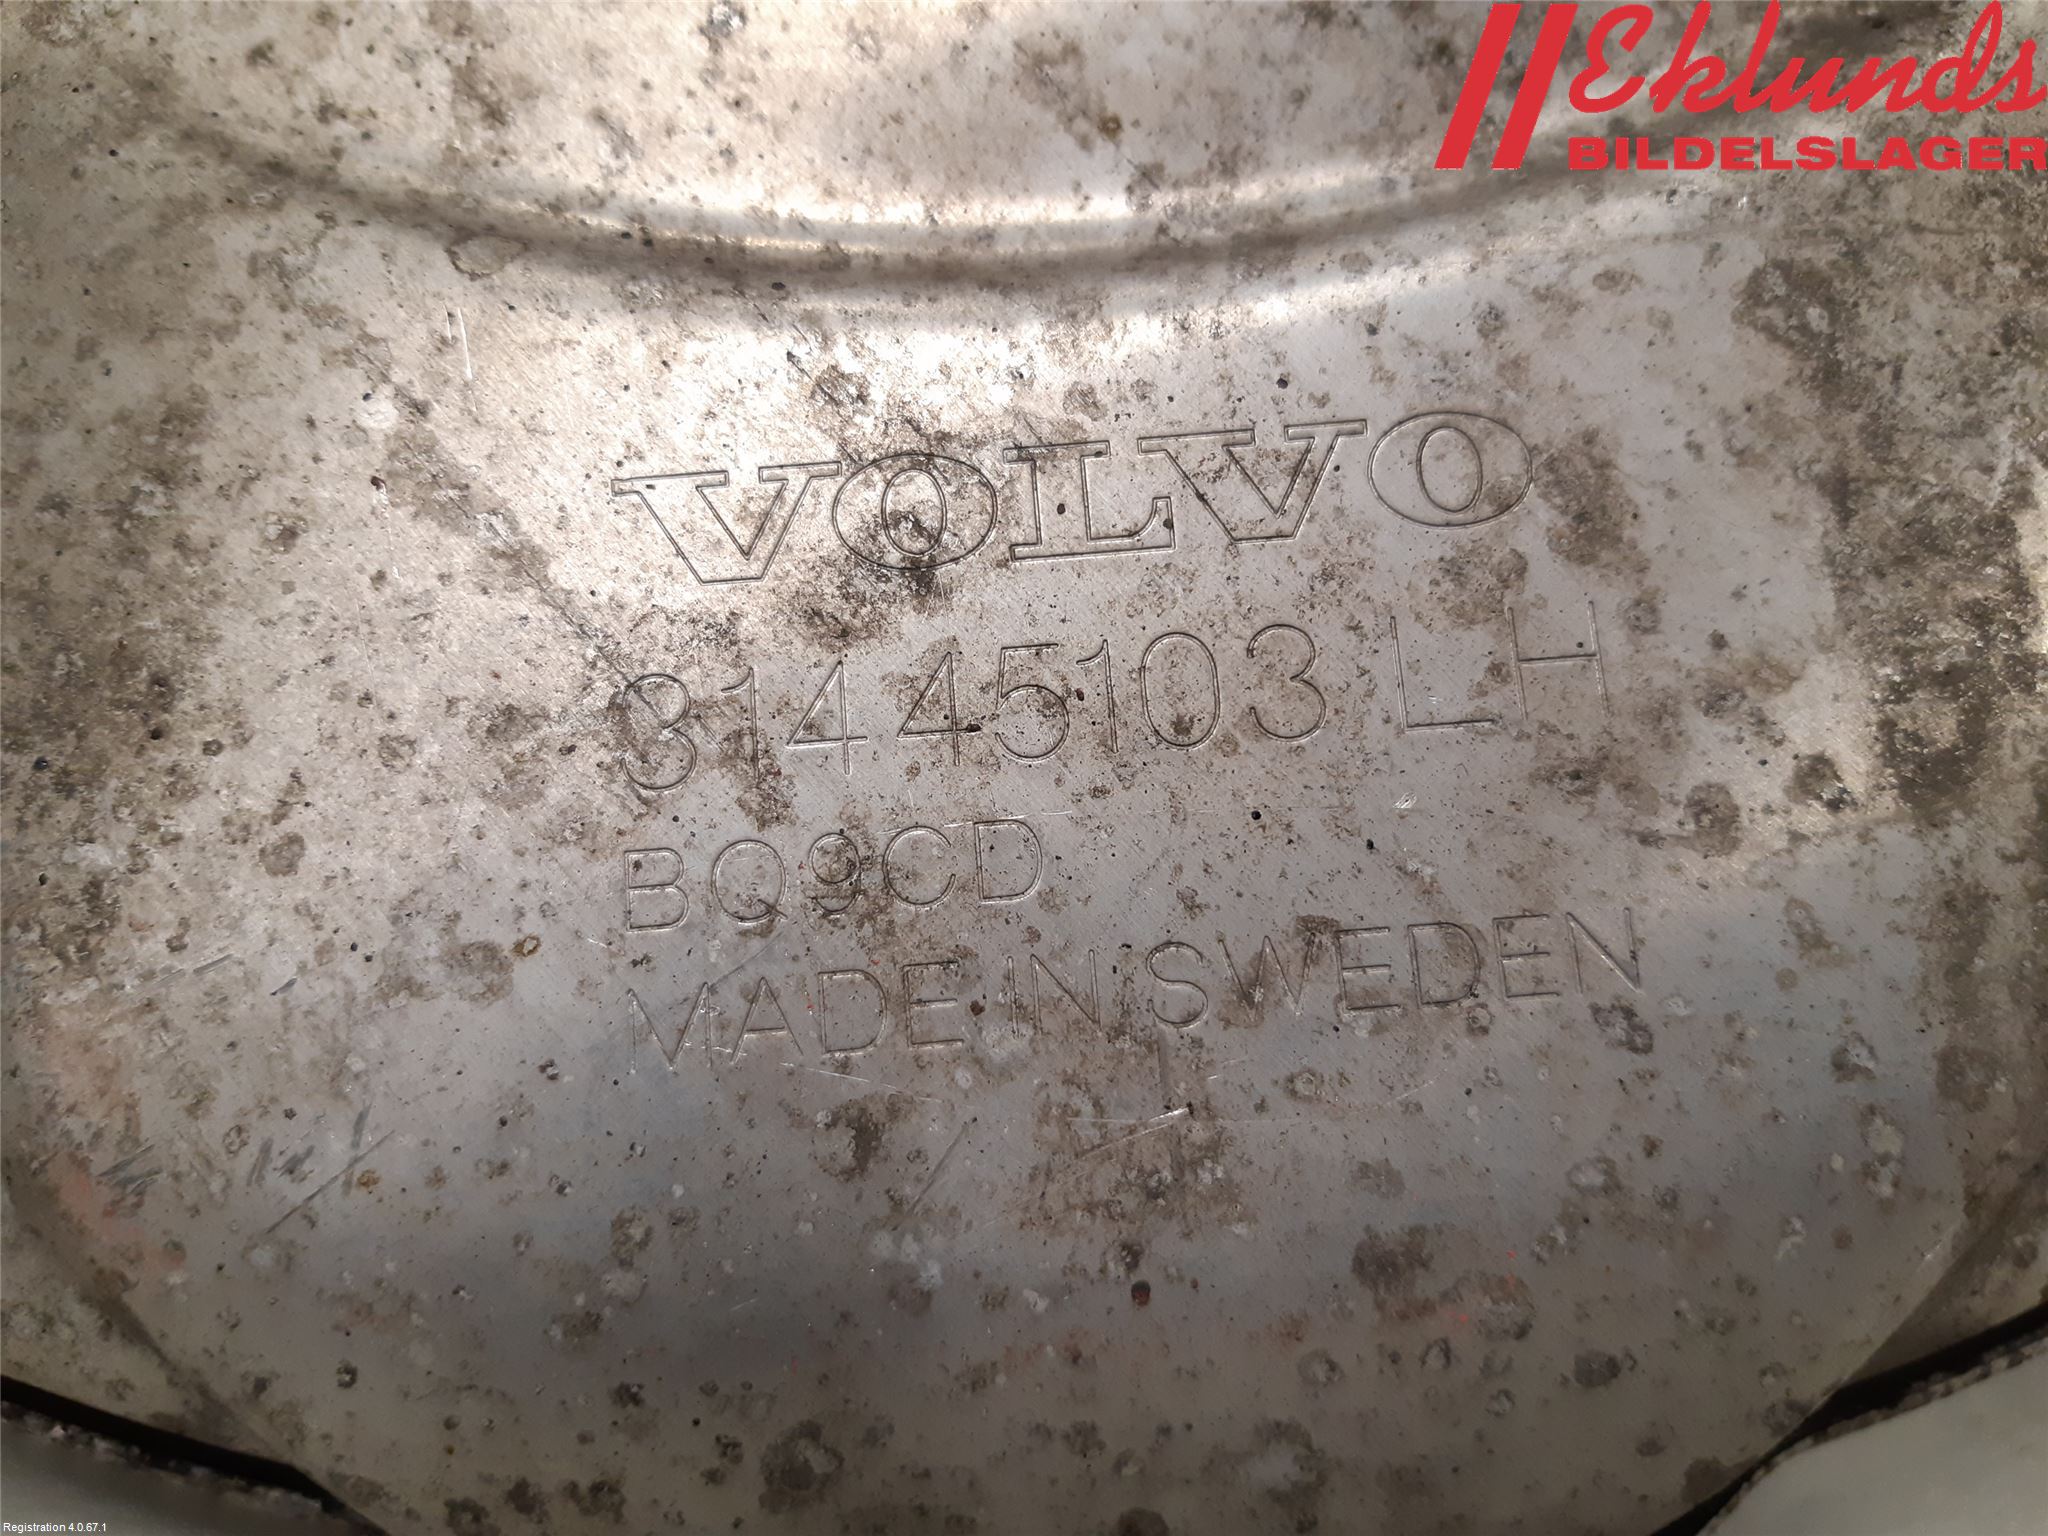 Eklunds
BILDELSLAGER
VOLVO
31445103 LH
BQ9CD
MADE IN SWEDEN
Registration 4.0.67.1